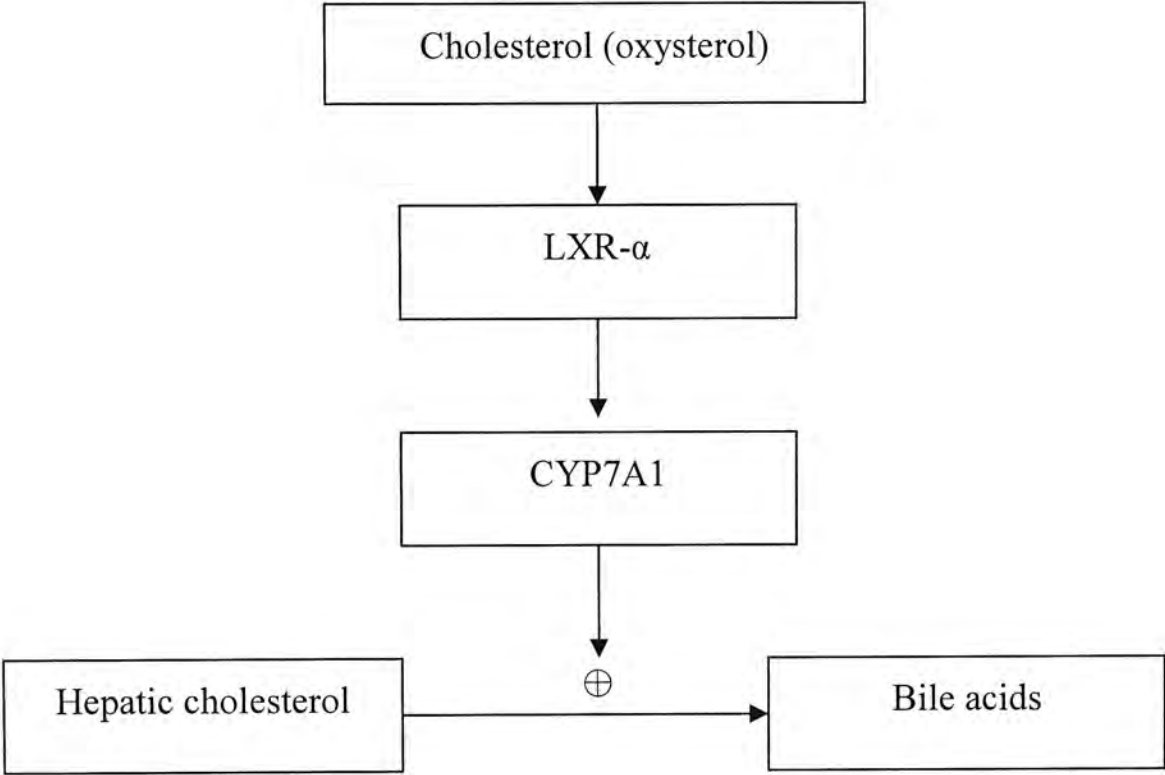 Cholesterol (oxysterol)
LXR-α
CYP7A1
⊕
Hepatic cholesterol
Bile acids